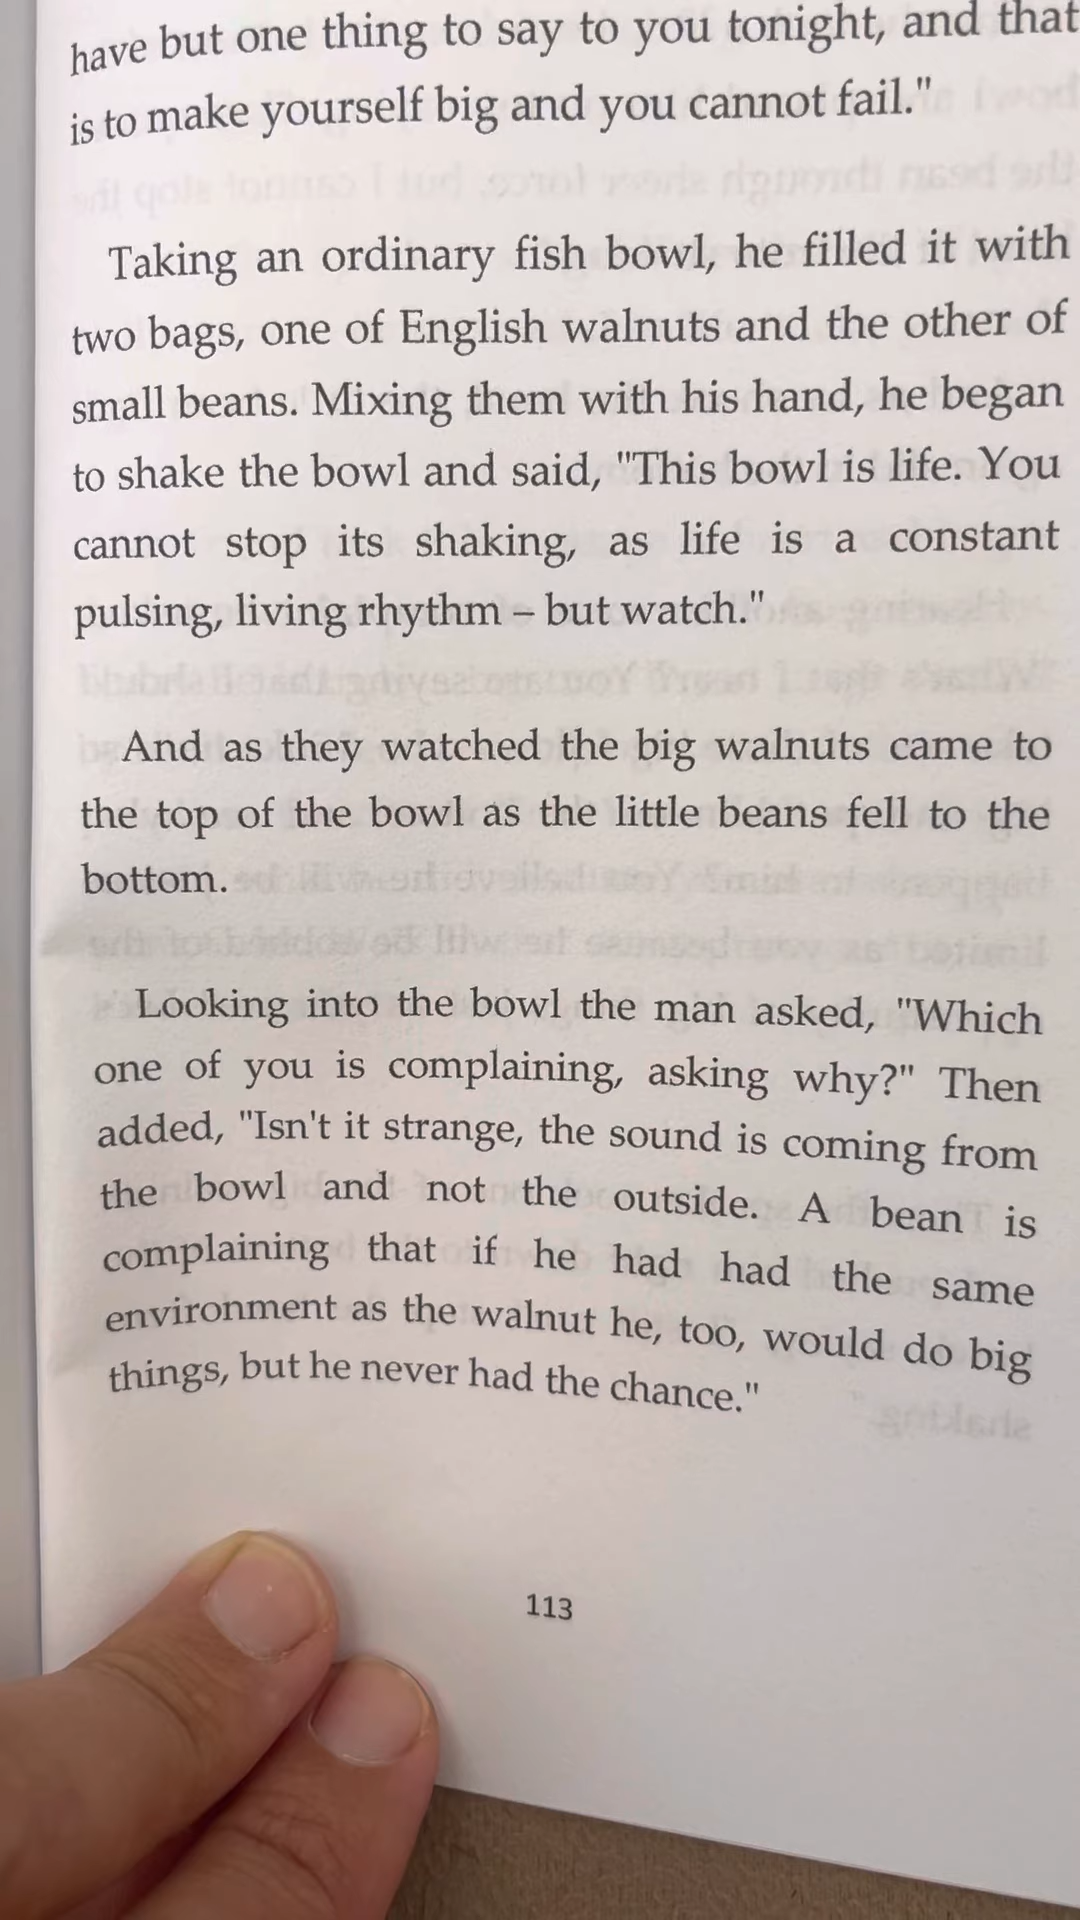 have but one thing to say to you tonight, and that
is to make yourself big and you cannot fail."
Taking an ordinary fish bowl, he filled it with
two bags, one of English walnuts and the other of
small beans. Mixing them with his hand, he began
to shake the bowl and said, "This bowl is life. You
cannot stop its shaking, as life is a constant
pulsing, living rhythm – but watch."
And as they watched the big walnuts came to
the top of the bowl as the little beans fell to the
bottom.
Looking into the bowl the man asked, "Which
one of you is complaining, asking why?" Then
added, "Isn't it strange, the sound is coming from
the bowl and not the outside. A bean is
complaining that if he had had the same
environment as the walnut he, too, would do big
things, but he never had the chance."
113